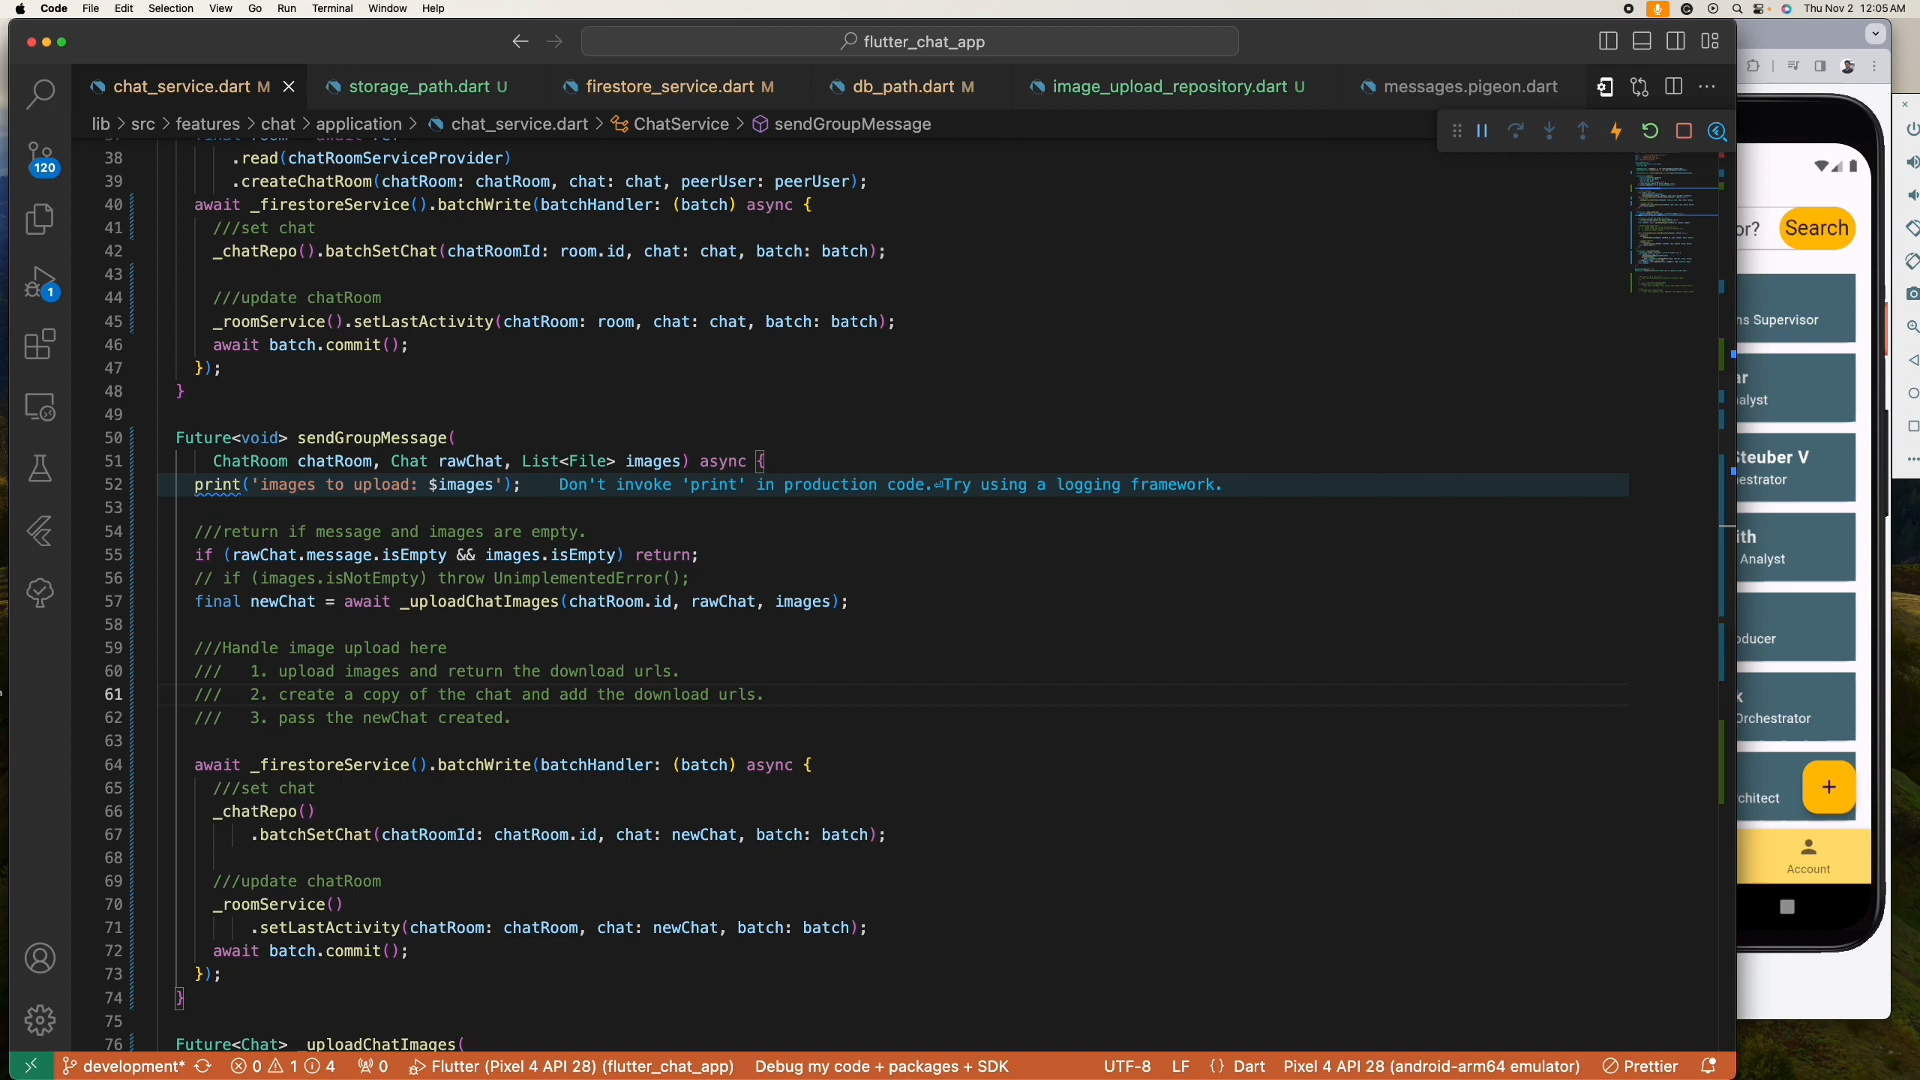 Code File Edit Selection View Go Run Terminal Window Help
Thu Nov 2 12:05 AM
flutter_chat_app
chat_service.dart M
storage_path.dart U
firestore_service.dart M
db_path.dart M
image_upload_repository.dart U
messages.pigeon.dart
lib > src > features > chat > application > chat_service.dart > ChatService > sendGroupMessage
38 .read(chatRoomServiceProvider)
39 .createChatRoom(chatRoom: chatRoom, chat: chat, peerUser: peerUser);
40 await _firestoreService().batchWrite(batchHandler: (batch) async {
41 ///set chat
42 _chatRepo().batchSetChat(chatRoomId: room.id, chat: chat, batch: batch);
43
44 ///update chatRoom
45 _roomService().setLastActivity(chatRoom: room, chat: chat, batch: batch);
46 await batch.commit();
47 });
48 }
49
50 Future<void> sendGroupMessage(
51 ChatRoom chatRoom, Chat rawChat, List<File> images) async {
52 print('images to upload: $images'); Don't invoke 'print' in production code.⏎Try using a logging framework.
53
54 ///return if message and images are empty.
55 if (rawChat.message.isEmpty && images.isEmpty) return;
56 // if (images.isNotEmpty) throw UnimplementedError();
57 final newChat = await _uploadChatImages(chatRoom.id, rawChat, images);
58
59 ///Handle image upload here
60 /// 1. upload images and return the download urls.
61 /// 2. create a copy of the chat and add the download urls.
62 /// 3. pass the newChat created.
63
64 await _firestoreService().batchWrite(batchHandler: (batch) async {
65 ///set chat
66 _chatRepo()
67 .batchSetChat(chatRoomId: chatRoom.id, chat: newChat, batch: batch);
68
69 ///update chatRoom
70 _roomService()
71 .setLastActivity(chatRoom: chatRoom, chat: newChat, batch: batch);
72 await batch.commit();
73 });
74 }
75
76 Future<Chat> _uploadChatImages(
120
1
or?
Search
ns Supervisor
ar
nalyst
Steuber V
nestrator
ith
Analyst
oducer
k
Orchestrator
chitect
+
Account
development* 0 1 4 0 Flutter (Pixel 4 API 28) (flutter_chat_app) Debug my code + packages + SDK UTF-8 LF {} Dart Pixel 4 API 28 (android-arm64 emulator) Prettier